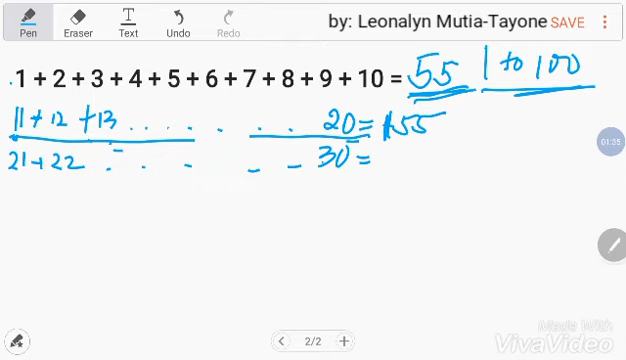 by: Leonalyn Mutia-Tayone SAVE
Pen Eraser Text Undo Redo
.1 + 2 + 3 + 4 + 5 + 6 + 7 + 8 + 9 + 10 = 55 1 to 100
11 + 12 + 13 ..... . . . . 20 = 155
21 + 22 . . . - - 30 =
01:35
2/2
Made With
VivaVideo